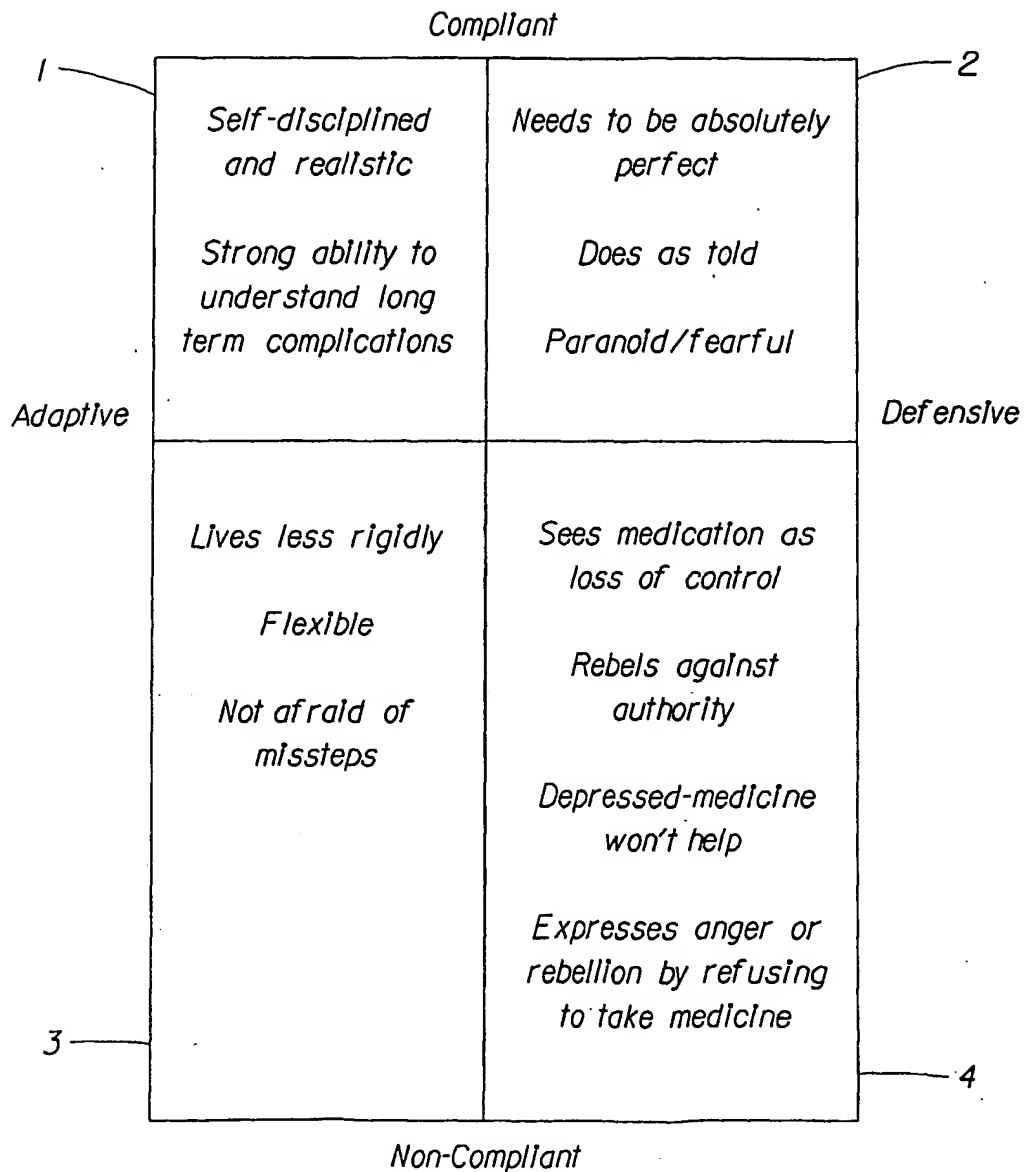 Compliant
1
2
Self-disciplined
and realistic
Strong ability to
understand long
term complications
Needs to be absolutely
perfect
Does as told
Paranoid/fearful
Adaptive
Defensive
Lives less rigidly
Flexible
Not afraid of
missteps
Sees medication as
loss of control
Rebels against
authority
Depressed-medicine
won't help
Expresses anger or
rebellion by refusing
to take medicine
3
4
Non-Compliant